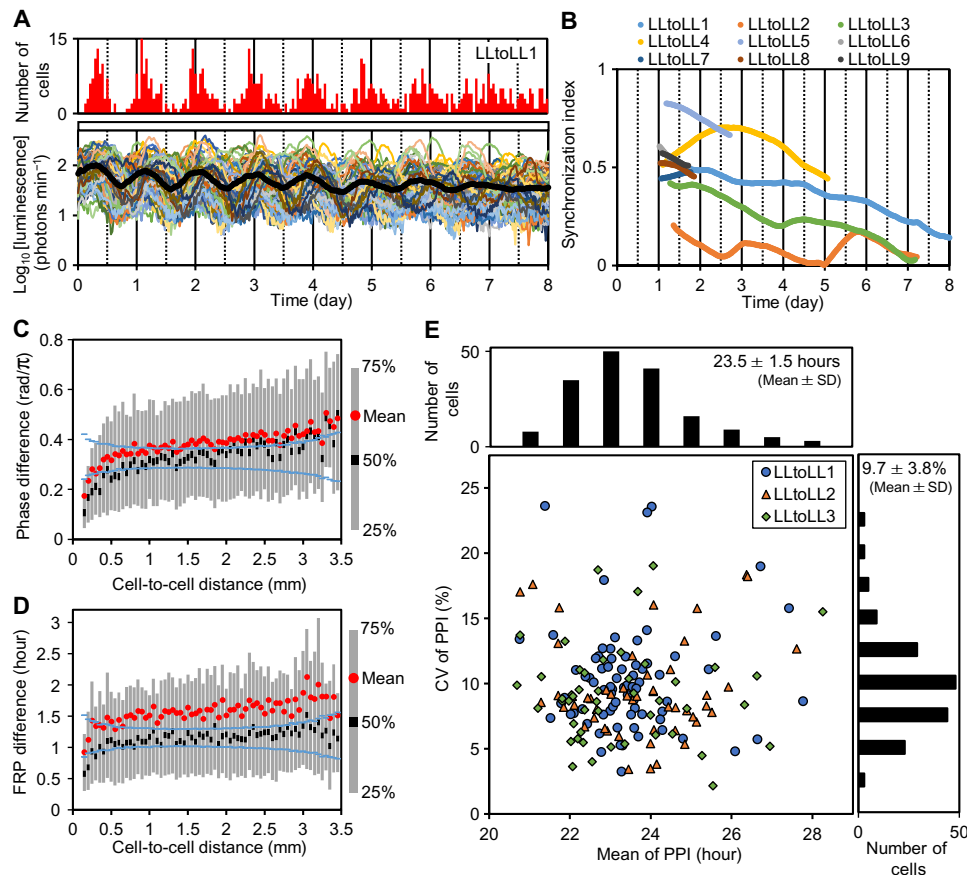 A
Number of
cells
15
0
LLtoLL1
Log10 [luminescence]
(photons min−1)
2
1
0
0 1 2 3 4 5 6 7 8
Time (day)
B
LLtoLL1 LLtoLL2 LLtoLL3
LLtoLL4 LLtoLL5 LLtoLL6
LLtoLL7 LLtoLL8 LLtoLL9
Synchronization index
1
0.5
0
0 1 2 3 4 5 6 7 8
Time (day)
C
Phase difference (rad/π)
0.8
0.6
0.4
0.2
0
0 0.5 1 1.5 2 2.5 3 3.5
Cell-to-cell distance (mm)
75%
Mean
50%
25%
D
FRP difference (hour)
3
2.5
2
1.5
1
0.5
0
0 0.5 1 1.5 2 2.5 3 3.5
Cell-to-cell distance (mm)
75%
Mean
50%
25%
E
Number of
cells
50
0
23.5 ± 1.5 hours
(Mean ± SD)
CV of PPI (%)
25
20
15
10
5
0
LLtoLL1
LLtoLL2
LLtoLL3
20 22 24 26 28
Mean of PPI (hour)
9.7 ± 3.8%
(Mean ± SD)
0 50
Number of
cells